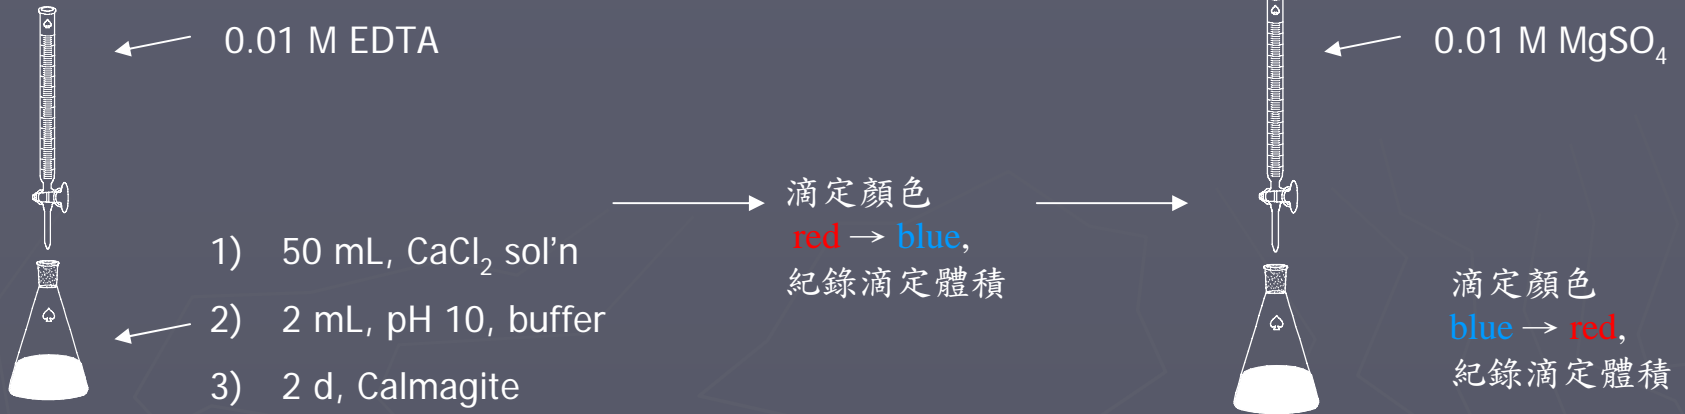 0.01 M EDTA
1) 50 mL, CaCl₂ sol'n
2) 2 mL, pH 10, buffer
3) 2 d, Calmagite
滴定顏色
red → blue,
紀錄滴定體積
0.01 M MgSO₄
滴定顏色
blue → red,
紀錄滴定體積